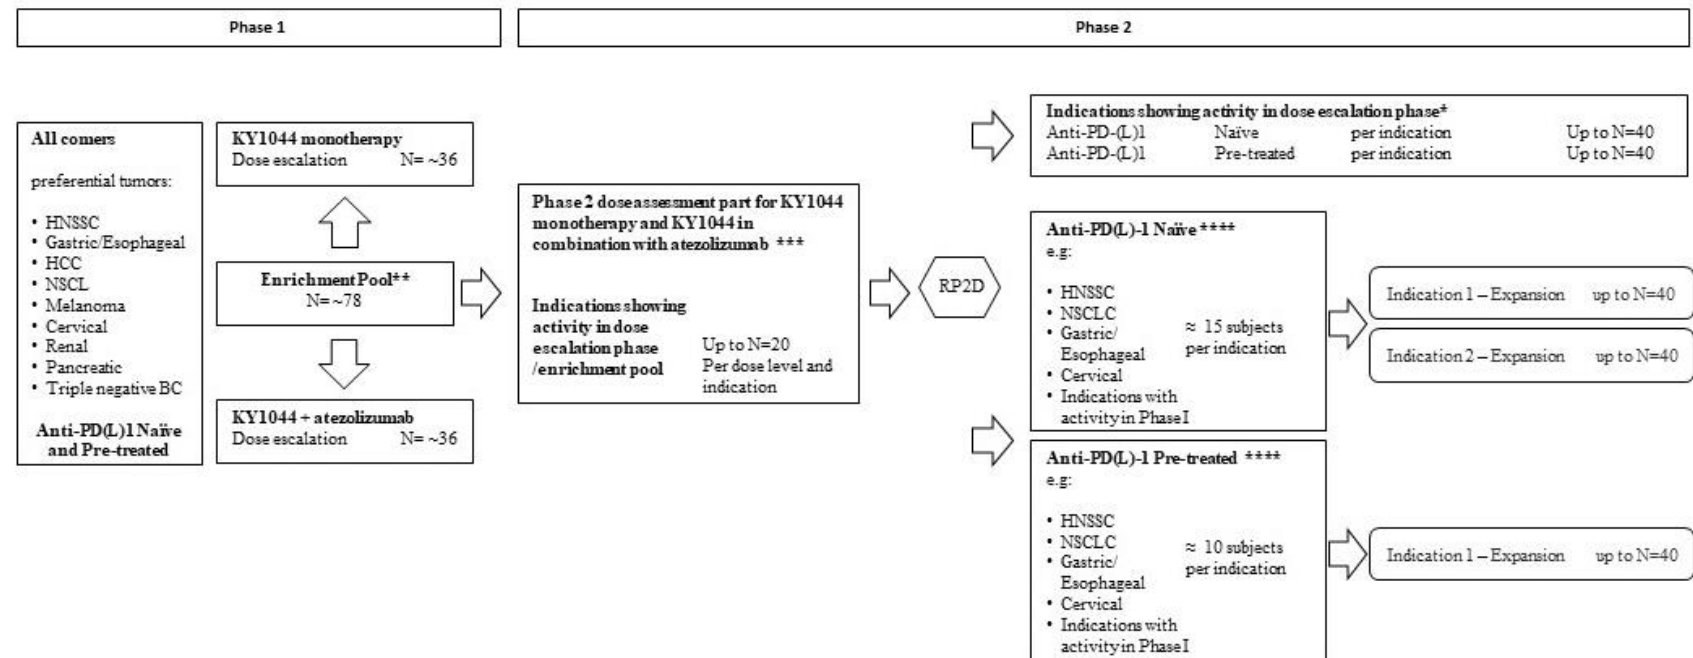 Phase 1
Phase 2
All comers
preferential tumors:
• HNSSC
• Gastric/Esophageal
• HCC
• NSCL
• Melanoma
• Cervical
• Renal
• Pancreatic
• Triple negative BC
Anti-PD(L)1 Naïve
and Pre-treated
KY1044 monotherapy
Dose escalation N= ~36
Enrichment Pool**
N= ~78
KY1044 + atezolizumab
Dose escalation N= ~36
Phase 2 dose assessment part for KY1044
monotherapy and KY1044 in
combination with atezolizumab ***
Indications showing
activity in dose
escalation phase
/enrichment pool
Up to N=20
Per dose level and
indication
RP2D
Indications showing activity in dose escalation phase*
Anti-PD-(L)1 Naïve per indication Up to N=40
Anti-PD-(L)1 Pre-treated per indication Up to N=40
Anti-PD(L)-1 Naïve ****
e.g:
• HNSSC
• NSCLC
• Gastric/
Esophageal
• Cervical
• Indications with
activity in Phase I
≈ 15 subjects
per indication
Indication 1 – Expansion up to N=40
Indication 2 – Expansion up to N=40
Anti-PD(L)-1 Pre-treated ****
e.g:
• HNSSC
• NSCLC
• Gastric/
Esophageal
• Cervical
• Indications with
activity in Phase I
≈ 10 subjects
per indication
Indication 1 – Expansion up to N=40